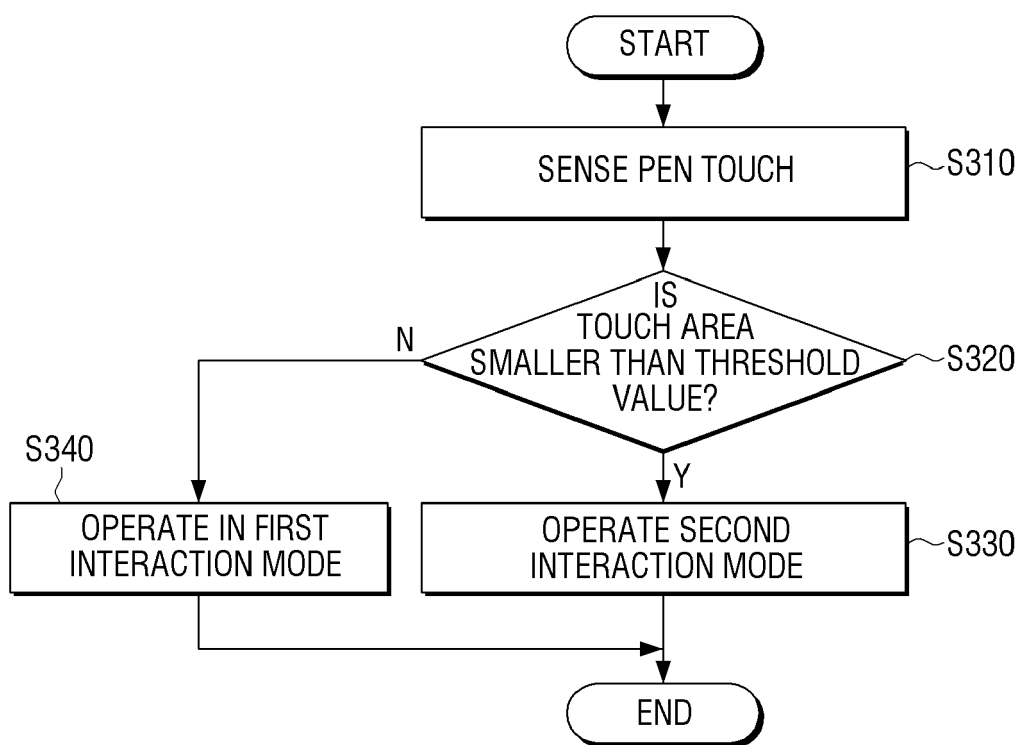 START
SENSE PEN TOUCH
S310
IS
TOUCH AREA
SMALLER THAN THRESHOLD
VALUE?
S320
N
Y
S340
OPERATE IN FIRST
INTERACTION MODE
OPERATE SECOND
INTERACTION MODE
S330
END